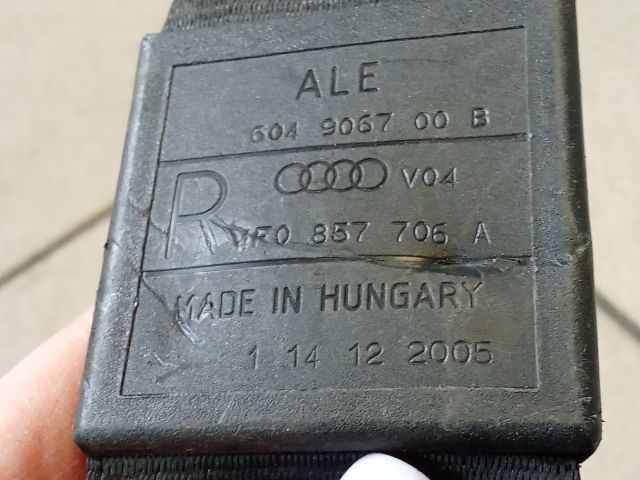 ALE
604 9067 00 B
R V04
857 706 A
MADE IN HUNGARY
1 14 12 2005